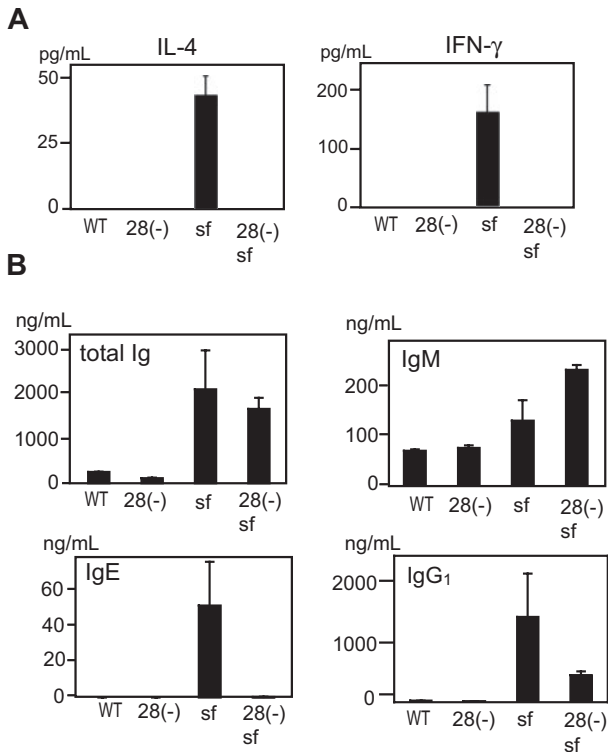 A
IL-4
IFN-γ
pg/mL
pg/mL
50
25
0
200
100
0
WT 28(-) sf 28(-) sf
WT 28(-) sf 28(-) sf
B
ng/mL
total Ig
3000
2000
1000
0
WT 28(-) sf 28(-) sf
ng/mL
IgM
200
100
0
WT 28(-) sf 28(-) sf
ng/mL
IgE
60
40
20
0
WT 28(-) sf 28(-) sf
ng/mL
IgG1
2000
1000
0
WT 28(-) sf 28(-) sf